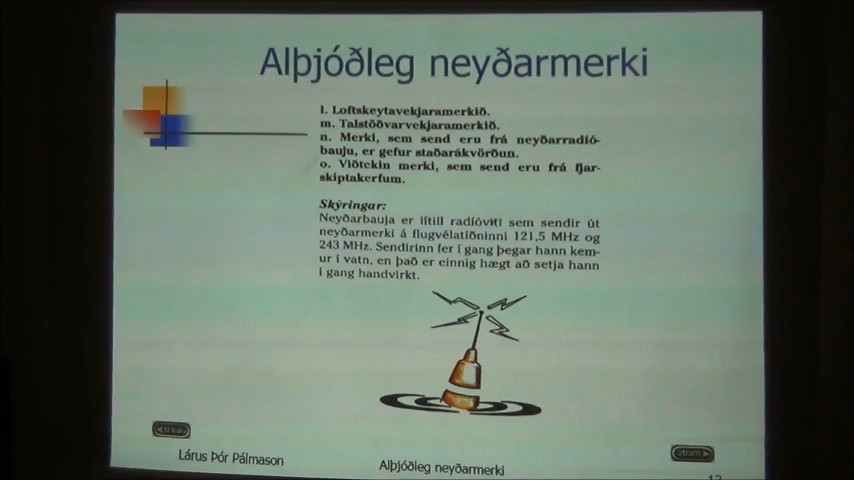 Alþjóðleg neyðarmerki
l. Loftskeytavekjaramerkið.
m. Talstöðvarvekjaramerkið.
n. Merki, sem send eru frá neyðarradíó-
bauju, er gefur staðarákvörðun.
o. Viðtekin merki, sem send eru frá fjar-
skiptakerfum.
Skýringar:
Neyðarbauja er lítill radíóviti sem sendir út
neyðarmerki á flugvélatíðninni 121,5 MHz og
243 MHz. Sendirinn fer í gang þegar hann kem-
ur í vatn, en það er einnig hægt að setja hann
í gang handvirkt.
Lárus Þór Pálmason
Alþjóðleg neyðarmerki
áfram